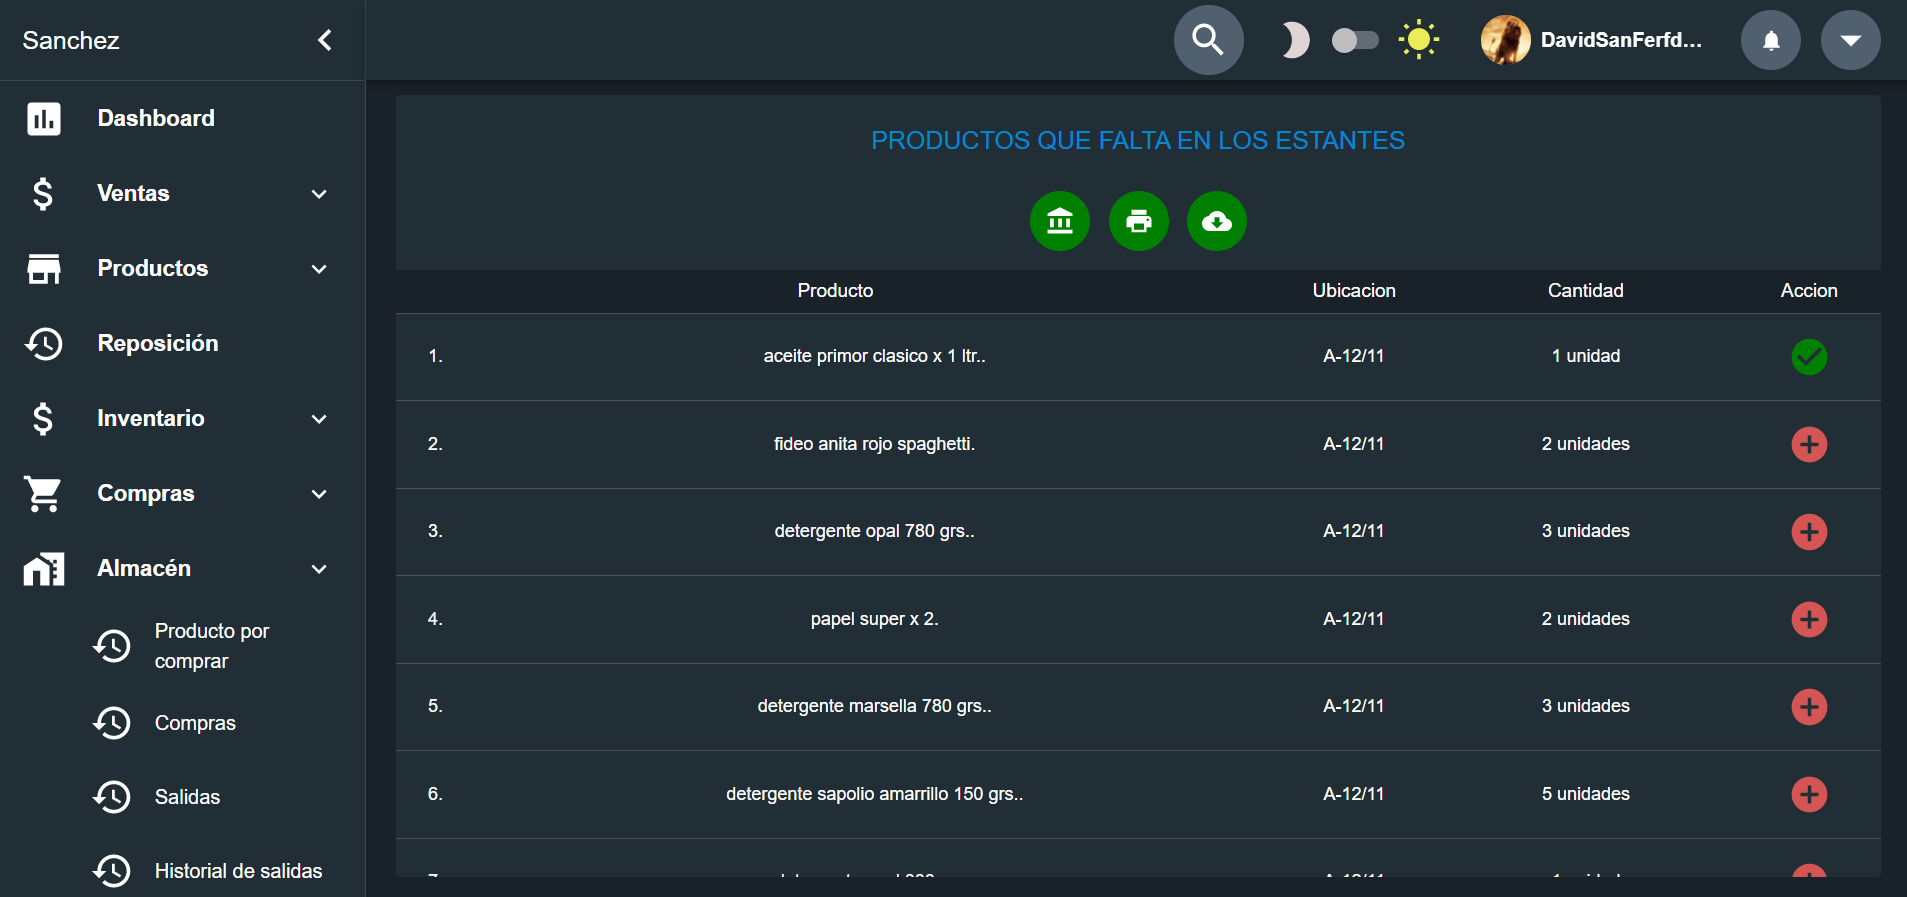 Sanchez
DavidSanFerfd...
Dashboard
Ventas
Productos
Reposición
Inventario
Compras
Almacén
Producto por
comprar
Compras
Salidas
Historial de salidas
PRODUCTOS QUE FALTA EN LOS ESTANTES
Producto Ubicacion Cantidad Accion
1. aceite primor clasico x 1 ltr.. A-12/11 1 unidad
2. fideo anita rojo spaghetti. A-12/11 2 unidades
3. detergente opal 780 grs.. A-12/11 3 unidades
4. papel super x 2. A-12/11 2 unidades
5. detergente marsella 780 grs.. A-12/11 3 unidades
6. detergente sapolio amarrillo 150 grs.. A-12/11 5 unidades